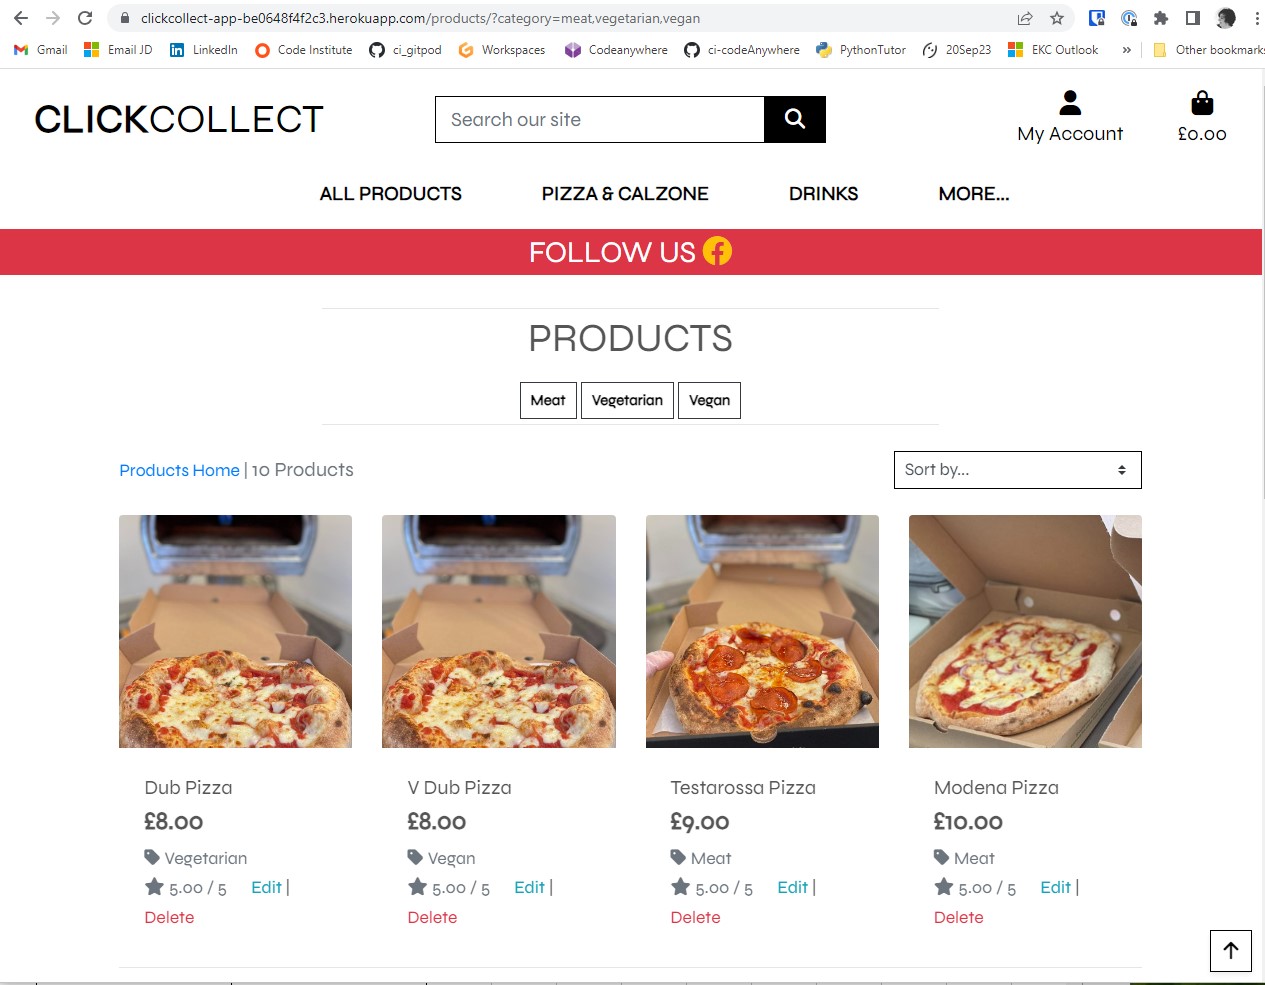 clickcollect-app-be0648f4f2c3.herokuapp.com/products/?category=meat,vegetarian,vegan
Gmail Email JD LinkedIn Code Institute ci_gitpod Workspaces Codeanywhere ci-codeAnywhere PythonTutor 20Sep23 EKC Outlook » Other bookmarks
CLICKCOLLECT
Search our site
My Account
£0.00
ALL PRODUCTS PIZZA & CALZONE DRINKS MORE...
FOLLOW US
PRODUCTS
Meat Vegetarian Vegan
Products Home | 10 Products
Sort by...
Dub Pizza
£8.00
Vegetarian
5.00 / 5 Edit |
Delete
V Dub Pizza
£8.00
Vegan
5.00 / 5 Edit |
Delete
Testarossa Pizza
£9.00
Meat
5.00 / 5 Edit |
Delete
Modena Pizza
£10.00
Meat
5.00 / 5 Edit |
Delete